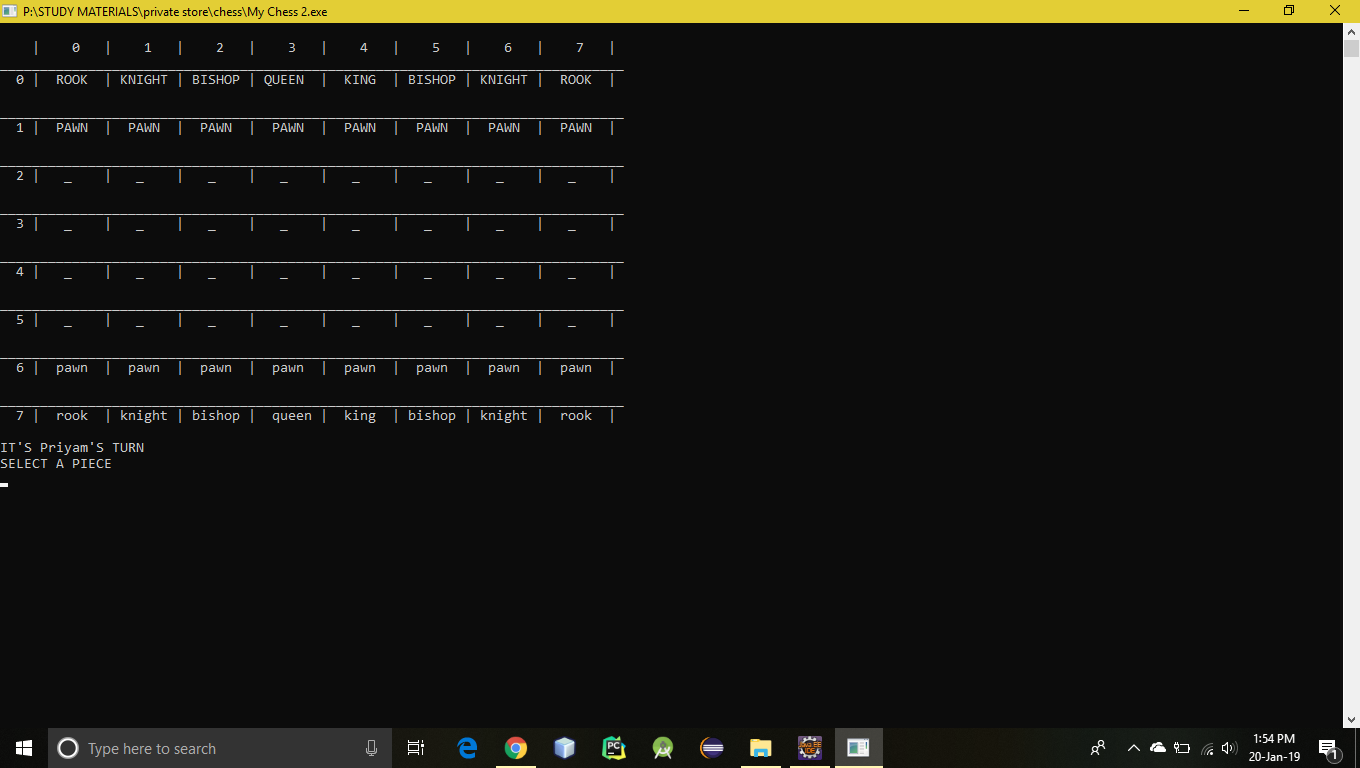 P:\STUDY MATERIALS\private store\chess\My Chess 2.exe
| 0 | 1 | 2 | 3 | 4 | 5 | 6 | 7 |
0 | ROOK | KNIGHT | BISHOP | QUEEN | KING | BISHOP | KNIGHT | ROOK |
1 | PAWN | PAWN | PAWN | PAWN | PAWN | PAWN | PAWN | PAWN |
2 | _ | _ | _ | _ | _ | _ | _ | _ |
3 | _ | _ | _ | _ | _ | _ | _ | _ |
4 | _ | _ | _ | _ | _ | _ | _ | _ |
5 | _ | _ | _ | _ | _ | _ | _ | _ |
6 | pawn | pawn | pawn | pawn | pawn | pawn | pawn | pawn |
7 | rook | knight | bishop | queen | king | bishop | knight | rook |
IT'S Priyam'S TURN
SELECT A PIECE
Type here to search
PC
1:54 PM
20-Jan-19
1